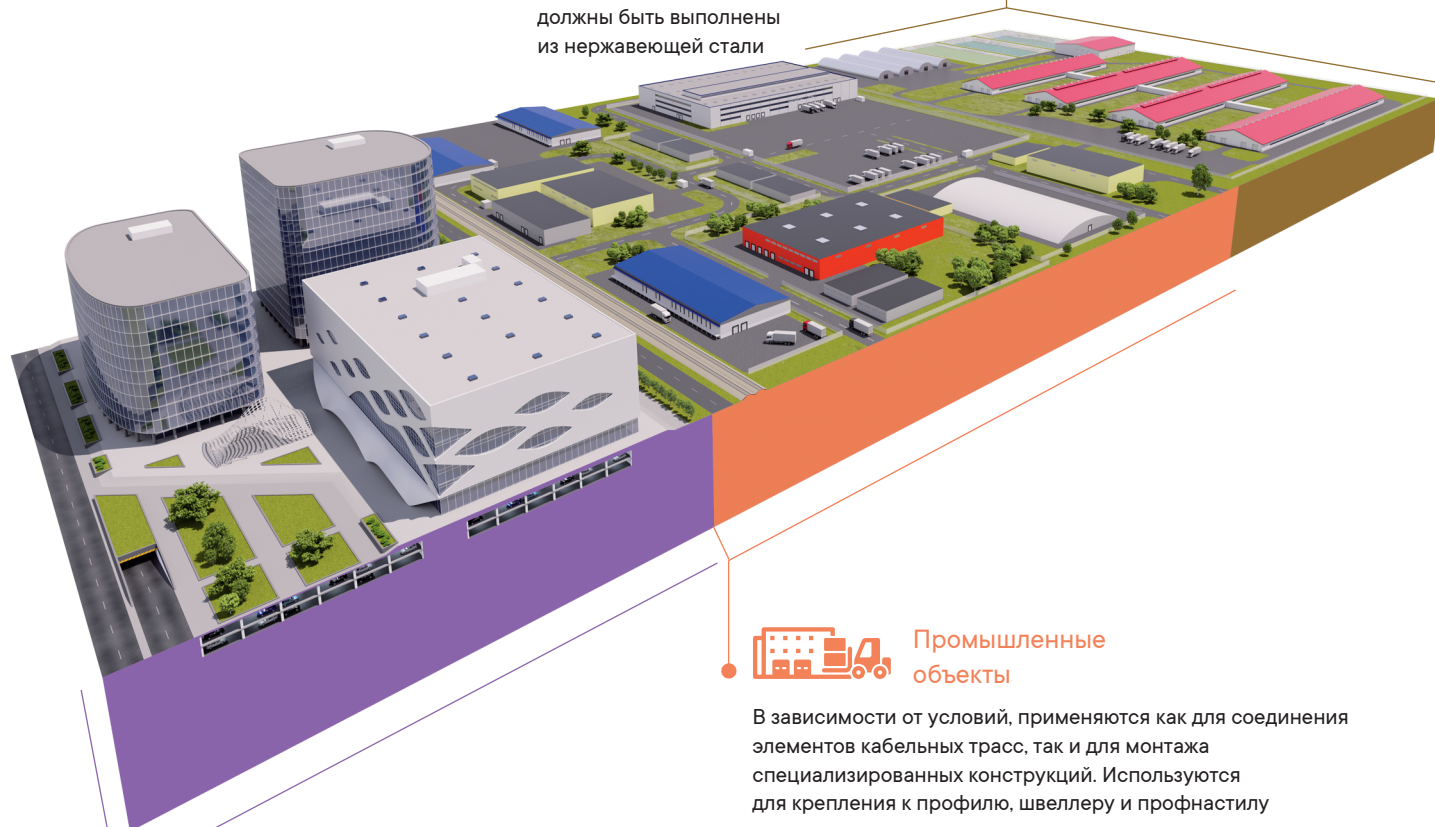 должны быть выполнены
из нержавеющей стали
Промышленные
объекты
В зависимости от условий, применяются как для соединения
элементов кабельных трасс, так и для монтажа
специализированных конструкций. Используются
для крепления к профилю, швеллеру и профнастилу